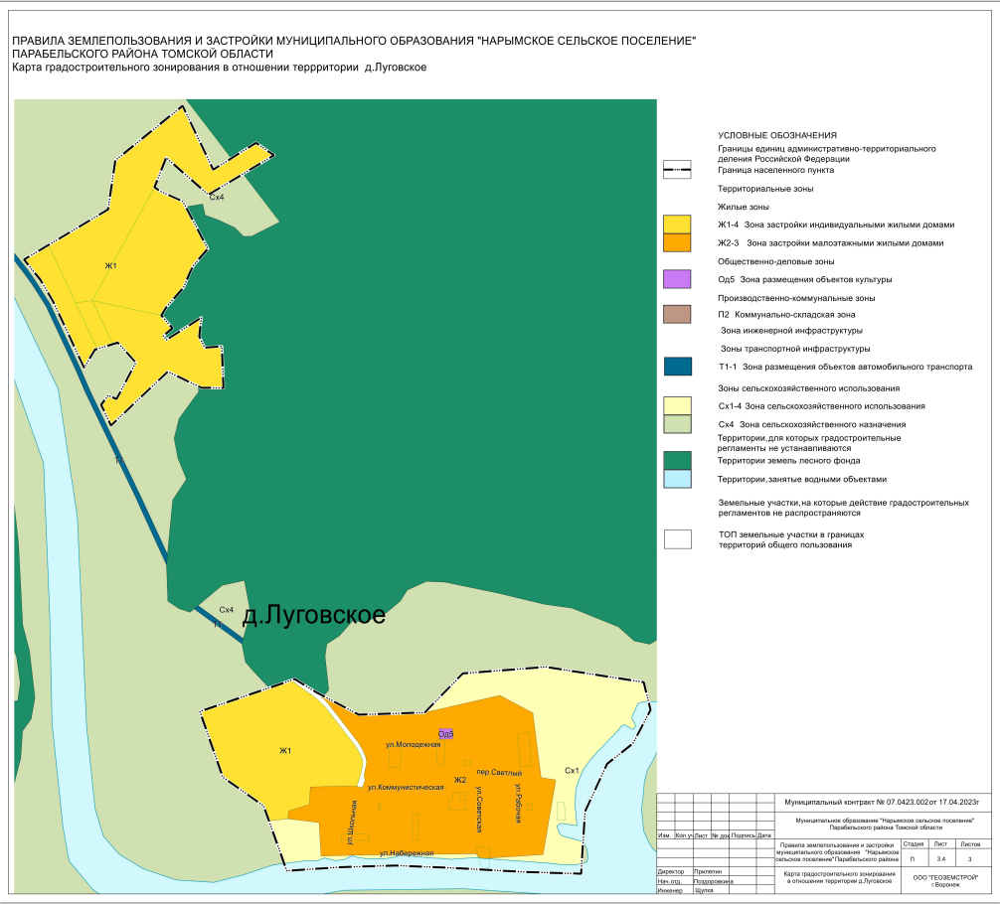 ПРАВИЛА ЗЕМЛЕПОЛЬЗОВАНИЯ И ЗАСТРОЙКИ МУНИЦИПАЛЬНОГО ОБРАЗОВАНИЯ "НАРЫМСКОЕ СЕЛЬСКОЕ ПОСЕЛЕНИЕ"
ПАРАБЕЛЬСКОГО РАЙОНА ТОМСКОЙ ОБЛАСТИ
Карта градостроительного зонирования в отношении террритории д.Луговское
Сх4
Ж1
Т1
Сх4
Т1
д.Луговское
Ж1
Од5
ул.Молодежная
пер.Светлый
Сх1
Ж2
ул.Коммунистическая
ул.Советская
ул.Рабочая
ул.Школьная
ул.Набережная
УСЛОВНЫЕ ОБОЗНАЧЕНИЯ
Границы единиц административно-территориального
деления Российской Федерации
Граница населенного пункта
Территориальные зоны
Жилые зоны
Ж1-4 Зона застройки индивидуальными жилыми домами
Ж2-3 Зона застройки малоэтажными жилыми домами
Общественно-деловые зоны
Од5 Зона размещения объектов культуры
Производственно-коммунальные зоны
П2 Коммунально-складская зона
Зона инженерной инфраструктуры
Зоны транспортной инфраструктуры
Т1-1 Зона размещения объектов автомобильного транспорта
Зоны сельскохозяйственного использования
Сх1-4 Зона сельскохозяйственного использования
Сх4 Зона сельскохозяйственного назначения
Территории,для которых градостроительные
регламенты не устанавливаются
Территории земель лесного фонда
Территории,занятые водными объектами
Земельные участки,на которые действие градостроительных
регламентов не распространяются
ТОП земельные участки в границах
территорий общего пользования
Муниципальный контракт № 07.0423.002от 17.04.2023г
Муниципальное образование "Нарымское сельское поселение"
Парабельского района Томской области
Изм. Кол.уч Лист № док Подпись Дата
Правила землепользования и застройки
муниципального образования "Нарымское
сельское поселение"Парабельского района
Стадия Лист Листов
П 3.4 3
Директор Прилепин
Нач.отд. Поздоровкина
Инженер Щупка
Карта градостроительного зонирования
в отношении территории д.Луговское
ООО "ГЕОЗЕМСТРОЙ"
г.Воронеж